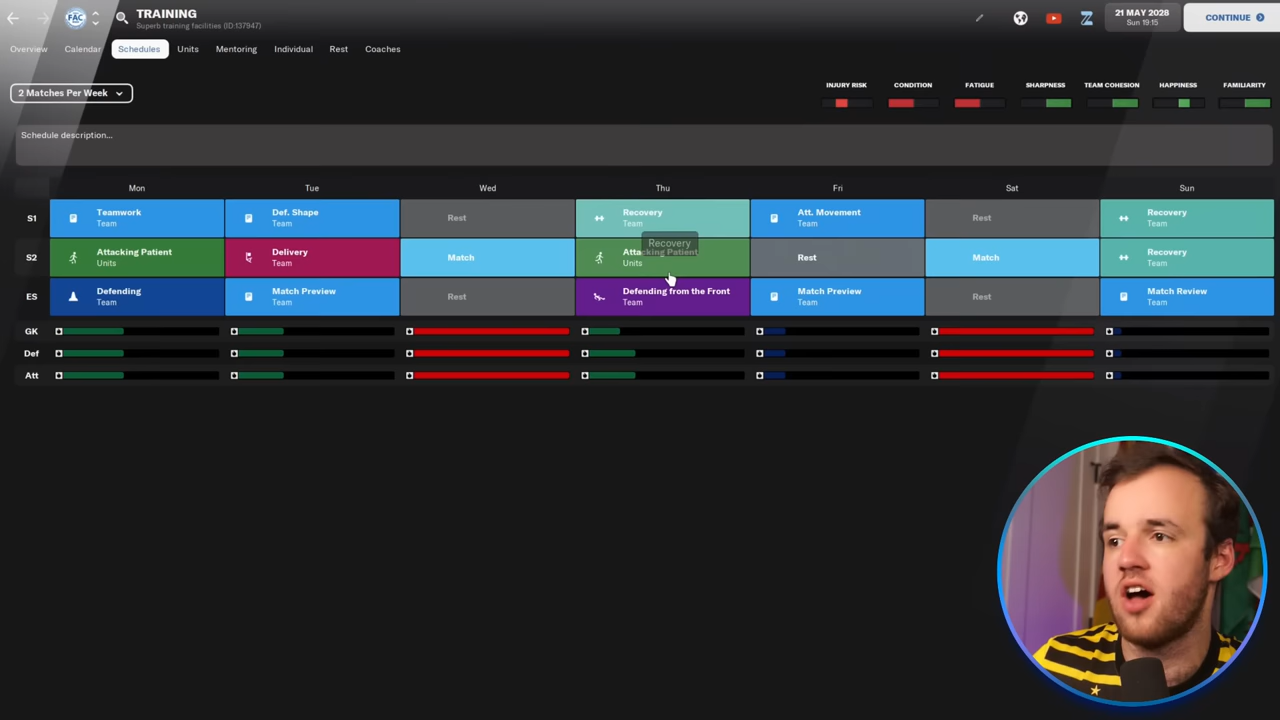 FAC
TRAINING
Superb training facilities (ID:137947)
21 MAY 2028
Sun 19:15
CONTINUE
Overview
Calendar
Schedules
Units
Mentoring
Individual
Rest
Coaches
2 Matches Per Week
INJURY RISK
CONDITION
FATIGUE
SHARPNESS
TEAM COHESION
HAPPINESS
FAMILIARITY
Schedule description...
Mon
Tue
Wed
Thu
Fri
Sat
Sun
S1
Teamwork
Team
Def. Shape
Team
Rest
Recovery
Team
Att. Movement
Team
Rest
Recovery
Team
S2
Attacking Patient
Units
Delivery
Team
Match
Recovery
Attacking Patient
Units
Rest
Match
Recovery
Team
ES
Defending
Team
Match Preview
Team
Rest
Defending from the Front
Team
Match Preview
Team
Rest
Match Review
Team
GK
Def
Att